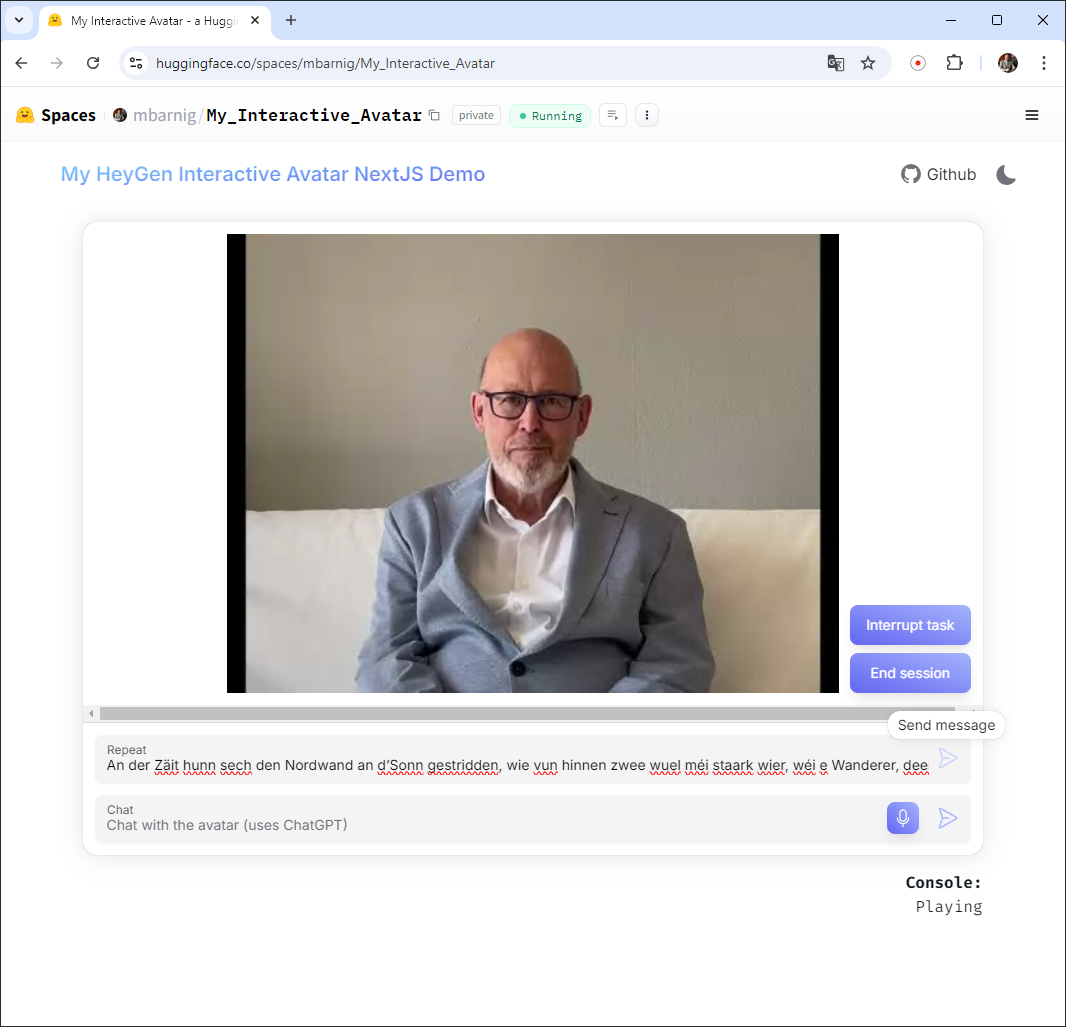 My Interactive Avatar - a Huggi
huggingface.co/spaces/mbarnig/My_Interactive_Avatar
Spaces mbarnig/My_Interactive_Avatar private Running
My HeyGen Interactive Avatar NextJS Demo Github
Interrupt task
End session
Send message
Repeat
An der Zäit hunn sech den Nordwand an d’Sonn gestridden, wie vun hinnen zwee wuel méi staark wier, wéi e Wanderer, dee
Chat
Chat with the avatar (uses ChatGPT)
Console:
Playing